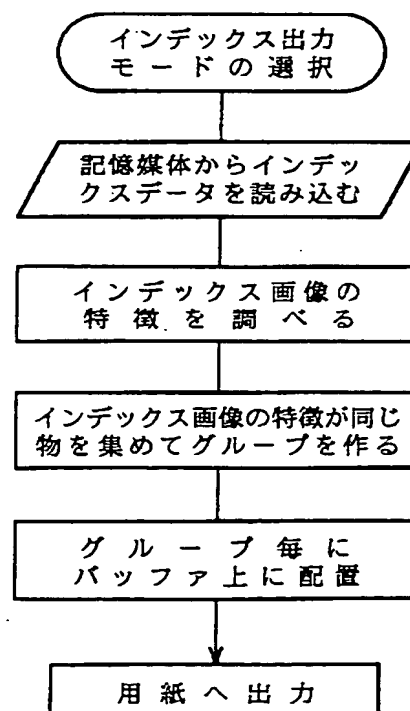 インデックス出力
モードの選択
記憶媒体からインデッ
クスデータを読み込む
インデックス画像の
特徴を調べる
インデックス画像の特徴が同じ
物を集めてグループを作る
グループ毎に
バッファ上に配置
用紙へ出力